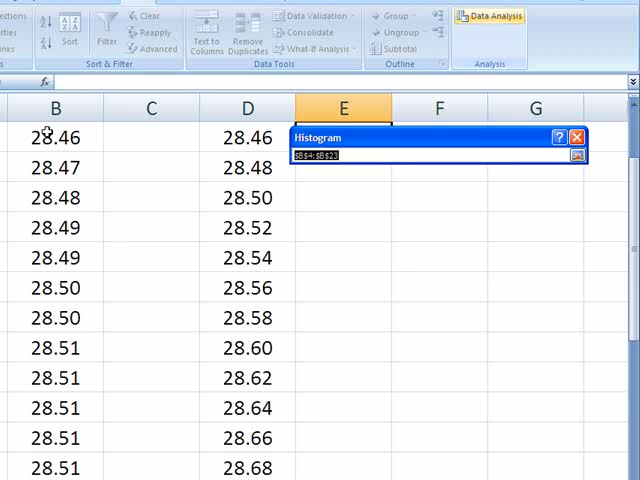 Clear
Data Validation
Group
Data Analysis
Sort
Filter
Reapply
Advanced
Text to
Columns
Remove
Duplicates
Consolidate
What-If Analysis
Ungroup
Subtotal
Sort & Filter
Data Tools
Outline
Analysis
fx
B C D E F G
28.46 28.46
28.47 28.48
28.48 28.50
28.49 28.52
28.49 28.54
28.50 28.56
28.50 28.58
28.51 28.60
28.51 28.62
28.51 28.64
28.51 28.66
28.51 28.68
Histogram
?
$B$4:$B$23